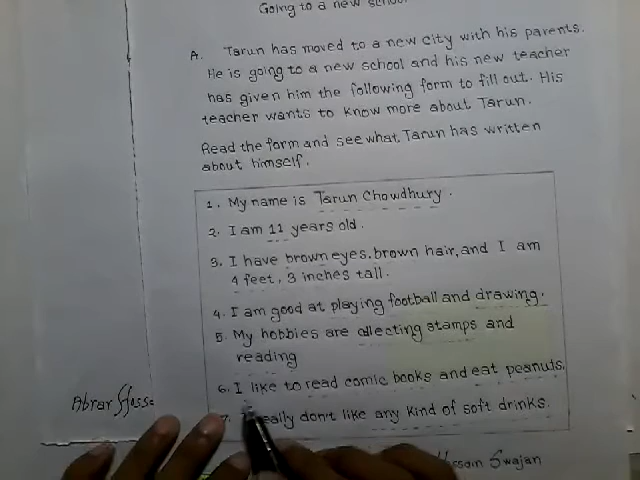 Going to a new school
A. Tarun has moved to a new city with his parents.
He is going to a new school and his new teacher
has given him the following form to fill out. His
teacher wants to know more about Tarun.
Read the form and see what Tarun has written
about himself.
1. My name is Tarun Chowdhury.
2. I am 11 years old.
3. I have brown eyes, brown hair, and I am
4 feet, 3 inches tall.
4. I am good at playing football and drawing.
5. My hobbies are collecting stamps and
reading
6. I like to read comic books and eat peanuts.
7. I really don't like any kind of soft drinks.
Abrar
Swajan